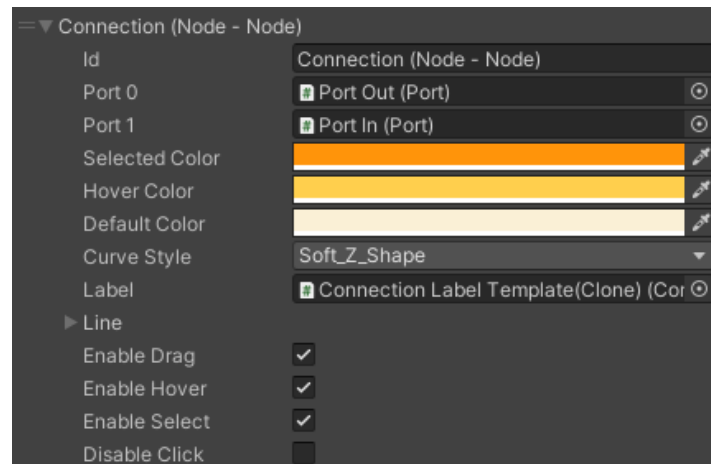 Connection (Node - Node)
Id Connection (Node - Node)
Port 0 Port Out (Port)
Port 1 Port In (Port)
Selected Color
Hover Color
Default Color
Curve Style Soft_Z_Shape
Label Connection Label Template(Clone) (Cor
Line
Enable Drag
Enable Hover
Enable Select
Disable Click